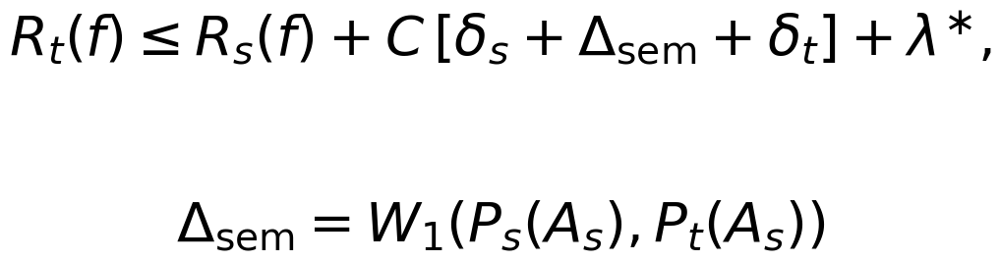 R_t(f) ≤ R_s(f) + C [δ_s + Δ_sem + δ_t] + λ*,
Δ_sem = W_1(P_s(A_s), P_t(A_s))